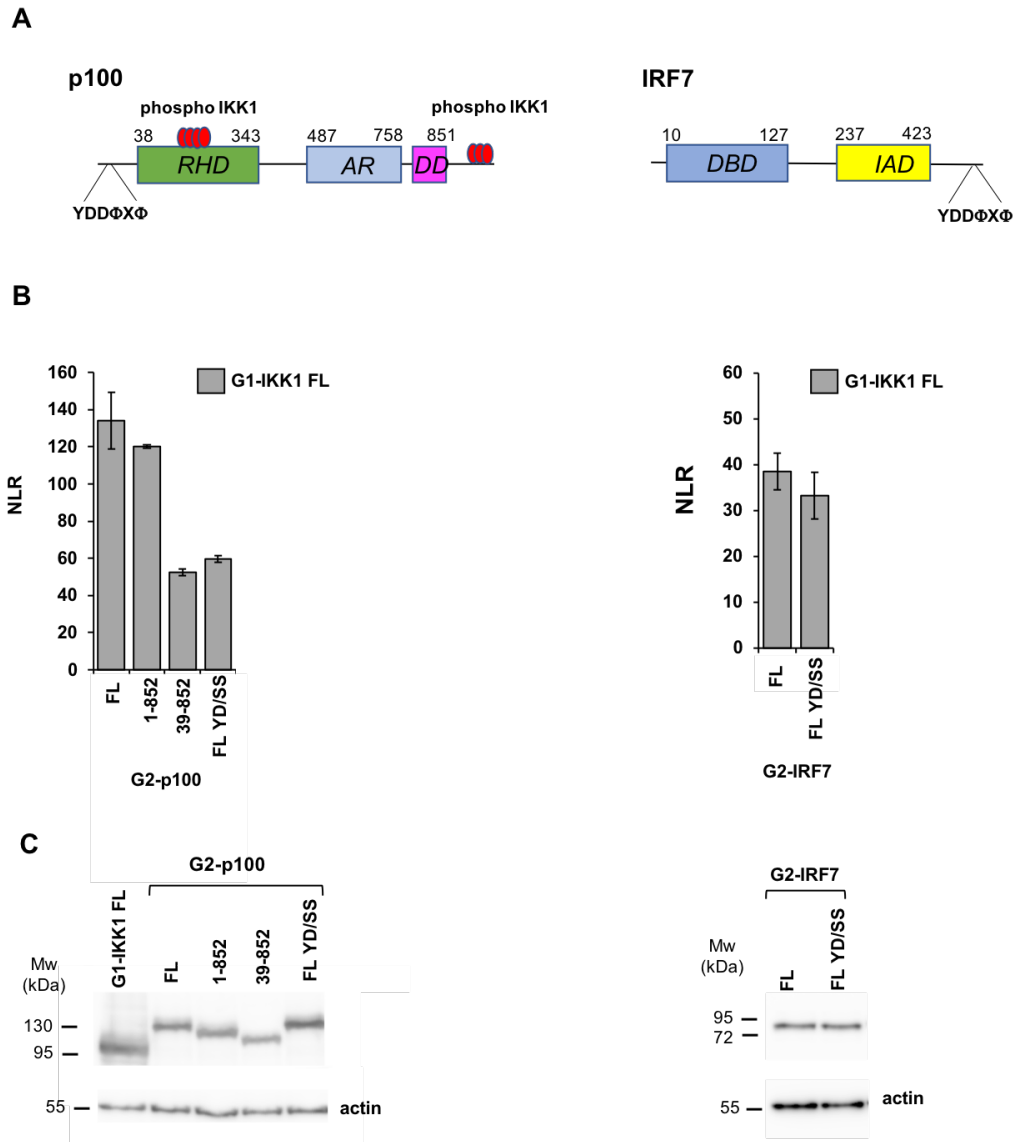 A
p100
IRF7
phospho IKK1
phospho IKK1
38 343 487 758 851
10 127 237 423
RHD AR DD
DBD IAD
YDDΦXΦ
YDDΦXΦ
B
G1-IKK1 FL
160
140
120
100
80
60
40
20
0
NLR
FL
1-852
39-852
FL YD/SS
G2-p100
G1-IKK1 FL
60
50
40
30
20
10
0
NLR
FL
FL YD/SS
G2-IRF7
C
G2-p100
G1-IKK1 FL
FL
1-852
39-852
FL YD/SS
Mw
(kDa)
130
95
55
actin
G2-IRF7
FL
FL YD/SS
Mw
(kDa)
95
72
55
actin